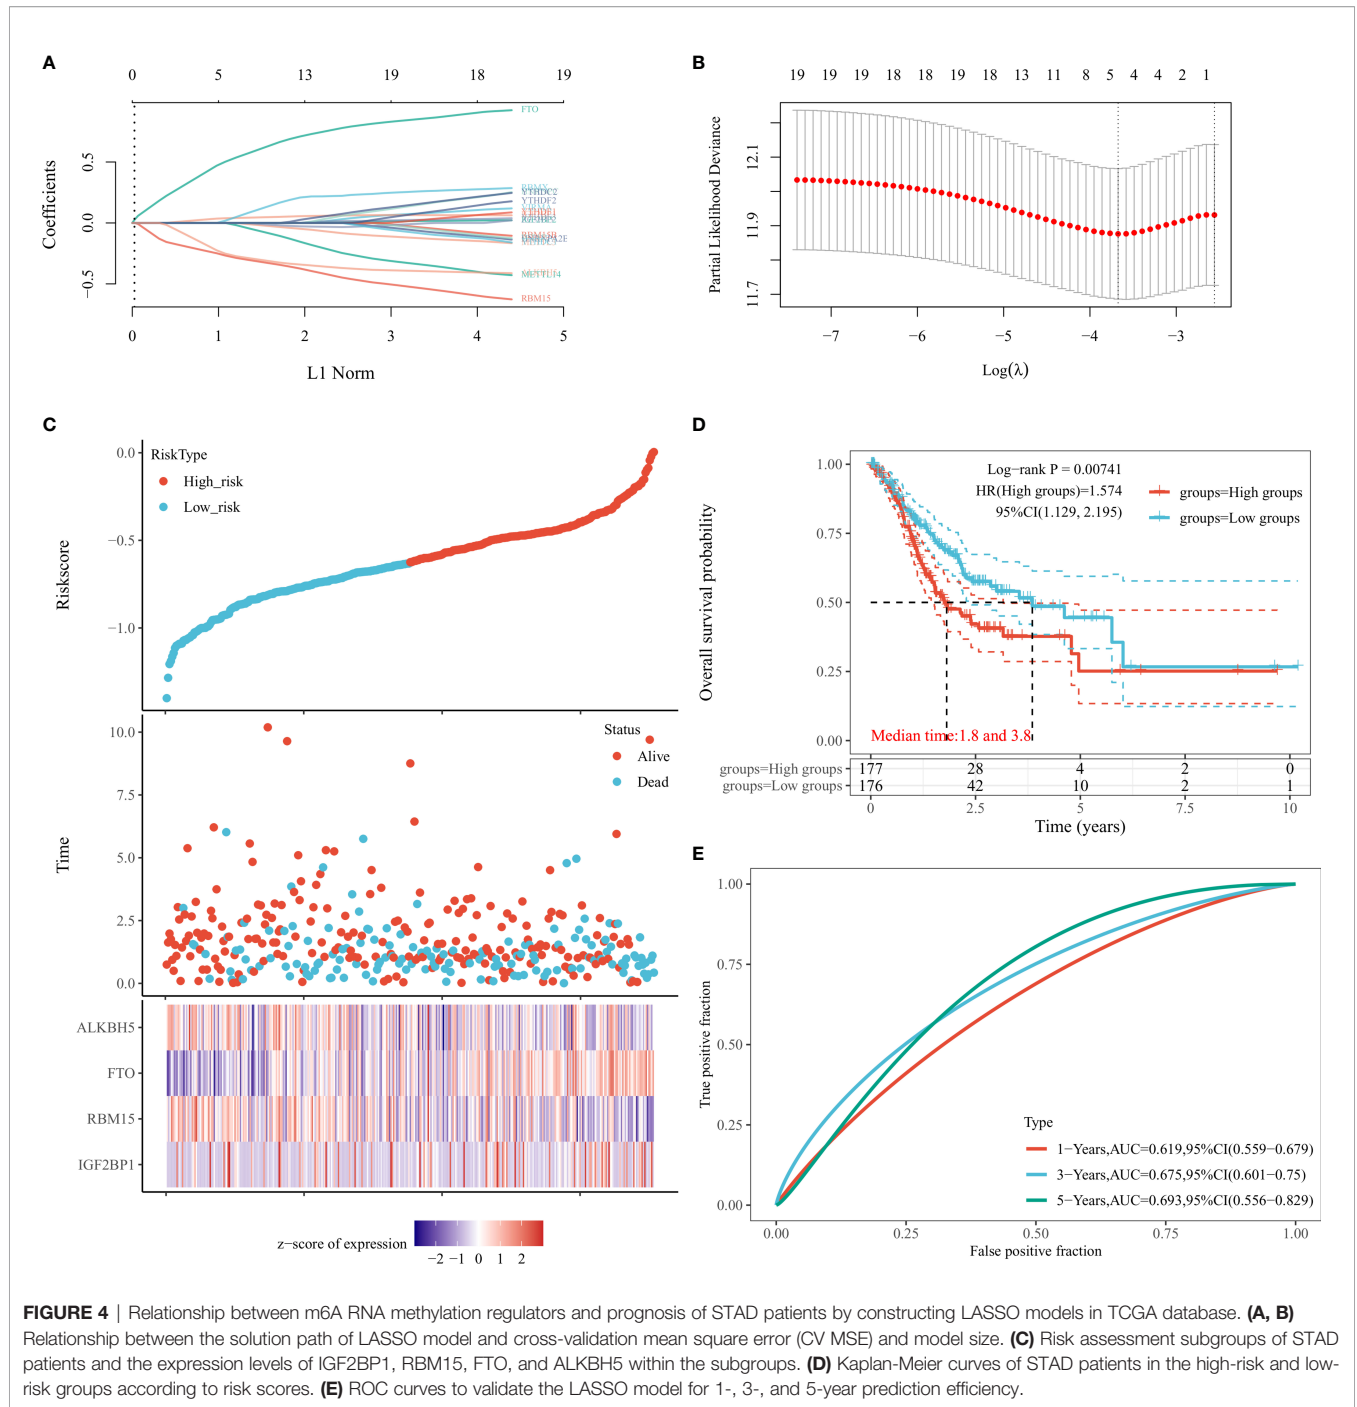 A
0 5 13 19 18 19
Coefficients
0.5
0.0
−0.5
FTO
RBMX
YTHDC2
YTHDF2
METTL14
RBM15
0 1 2 3 4 5
L1 Norm
B
19 19 19 18 18 19 18 13 11 8 5 4 4 2 1
Partial Likelihood Deviance
12.1
11.9
11.7
−7 −6 −5 −4 −3
Log(λ)
C
Riskscore
0.0
−0.5
−1.0
RiskType
High_risk
Low_risk
Time
10.0
7.5
5.0
2.5
0.0
Status
Alive
Dead
ALKBH5
FTO
RBM15
IGF2BP1
z−score of expression
−2 −1 0 1 2
D
Overall survival probability
1.00
0.75
0.50
0.25
0.00
Log−rank P = 0.00741
HR(High groups)=1.574
95%CI(1.129, 2.195)
groups=High groups
groups=Low groups
Median time:1.8 and 3.8
groups=High groups 177 28 4 2 0
groups=Low groups 176 42 10 2 1
0 2.5 5 7.5 10
Time (years)
E
True positive fraction
1.00
0.75
0.50
0.25
0.00
Type
1−Years,AUC=0.619,95%CI(0.559−0.679)
3−Years,AUC=0.675,95%CI(0.601−0.75)
5−Years,AUC=0.693,95%CI(0.556−0.829)
0.00 0.25 0.50 0.75 1.00
False positive fraction
FIGURE 4 | Relationship between m6A RNA methylation regulators and prognosis of STAD patients by constructing LASSO models in TCGA database. (A, B)
Relationship between the solution path of LASSO model and cross-validation mean square error (CV MSE) and model size. (C) Risk assessment subgroups of STAD
patients and the expression levels of IGF2BP1, RBM15, FTO, and ALKBH5 within the subgroups. (D) Kaplan-Meier curves of STAD patients in the high-risk and low-
risk groups according to risk scores. (E) ROC curves to validate the LASSO model for 1-, 3-, and 5-year prediction efficiency.